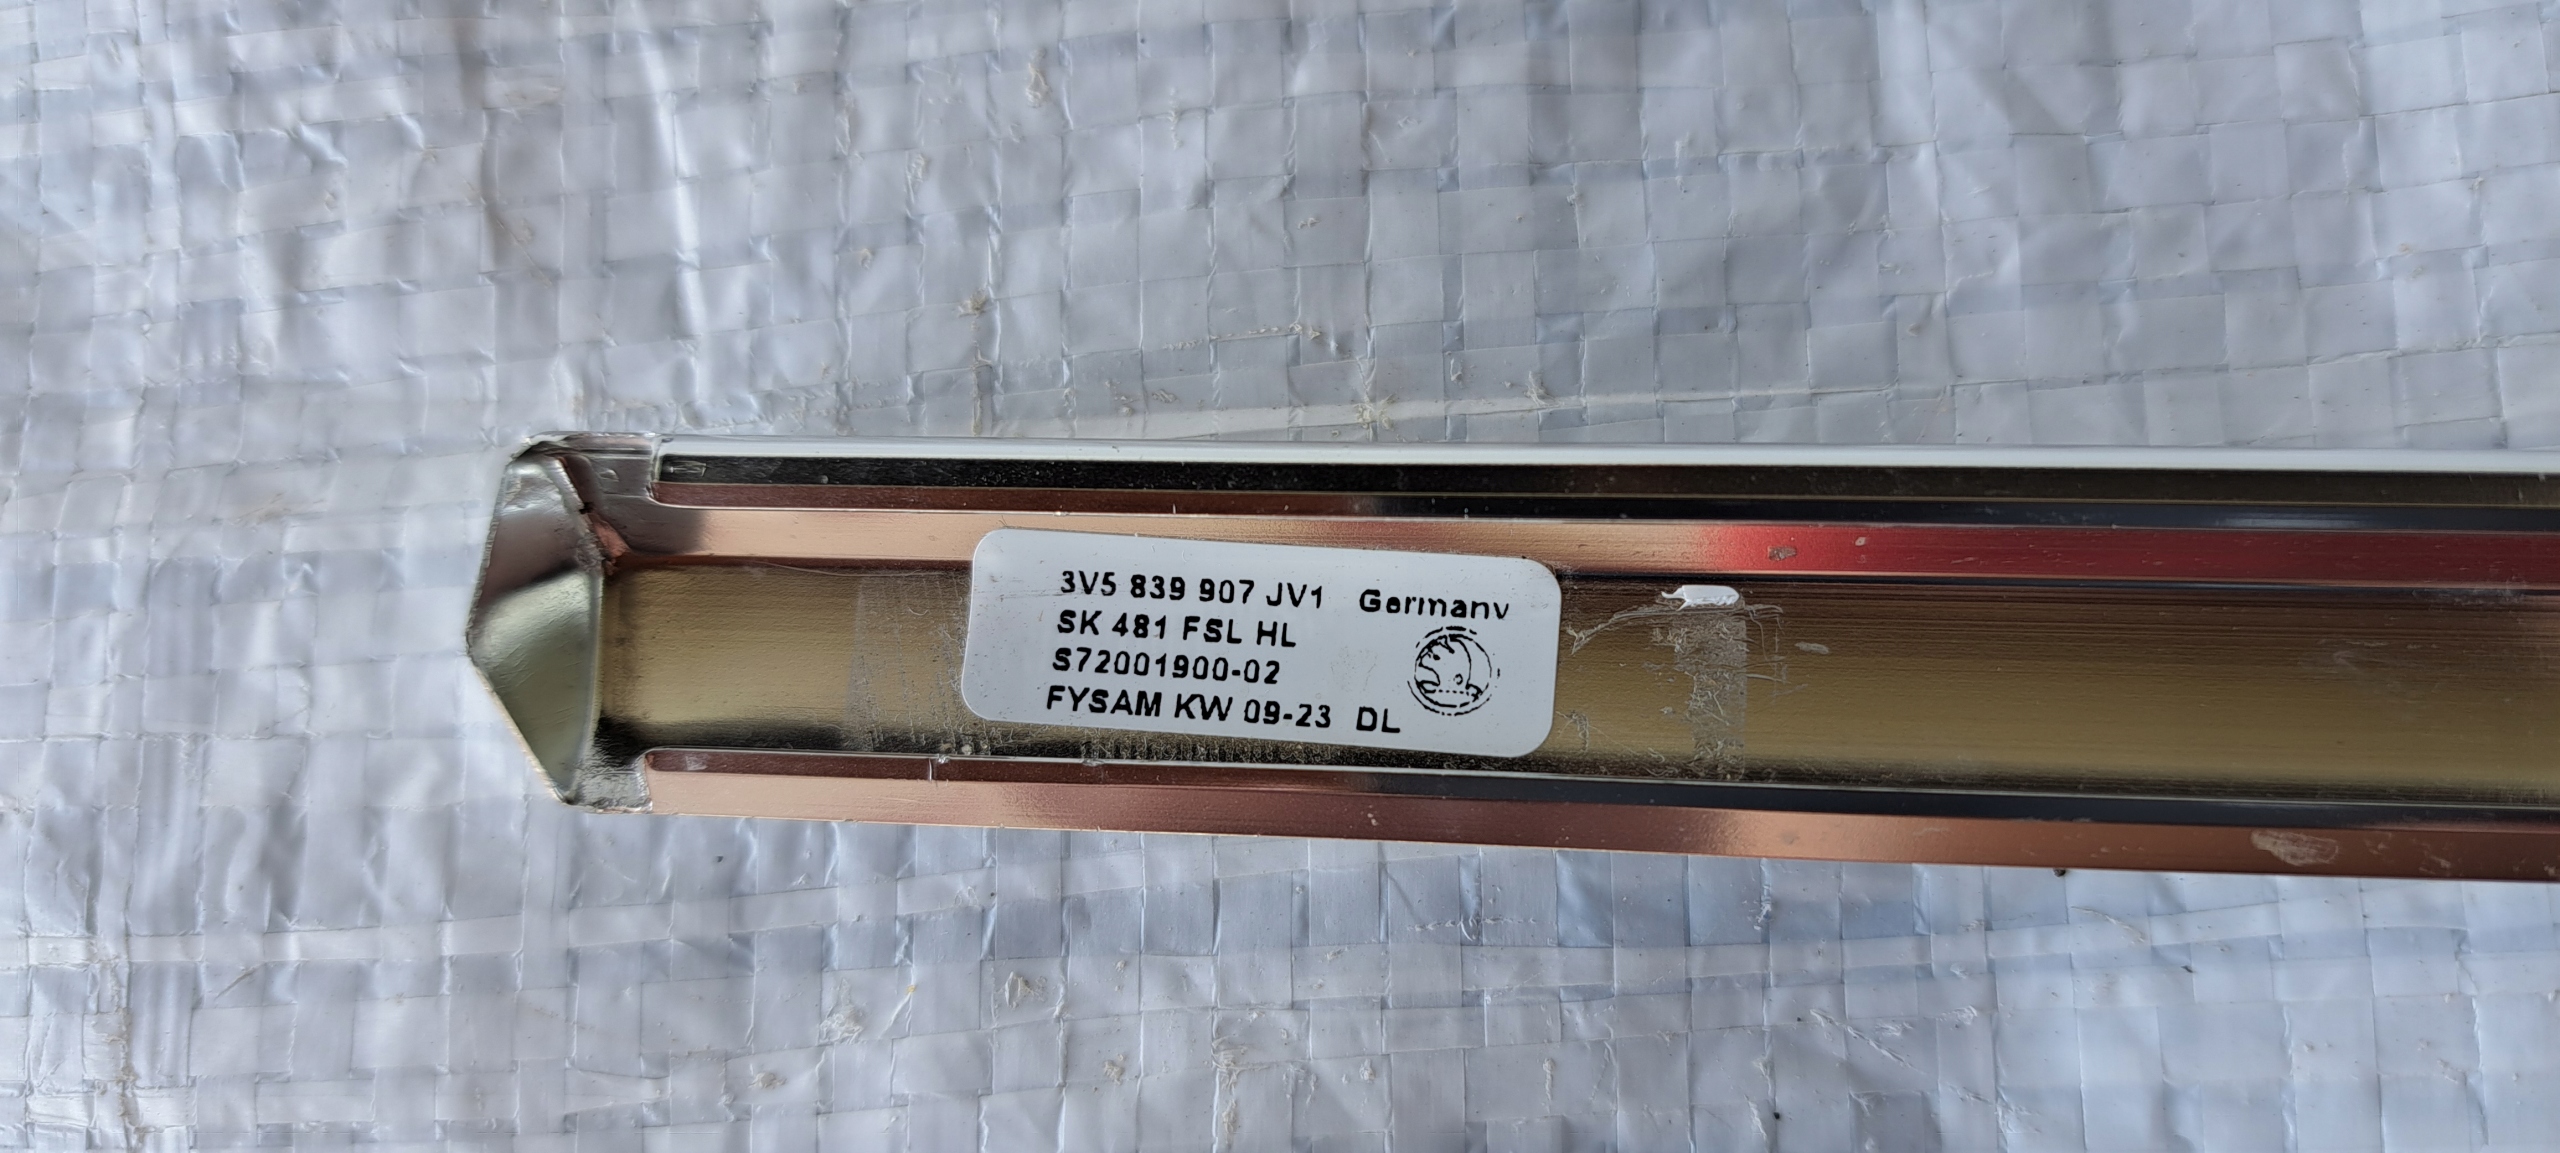 3V5 839 907 JV1 Germany
SK 481 FSL HL
S72001900-02
FYSAM KW 09-23 DL